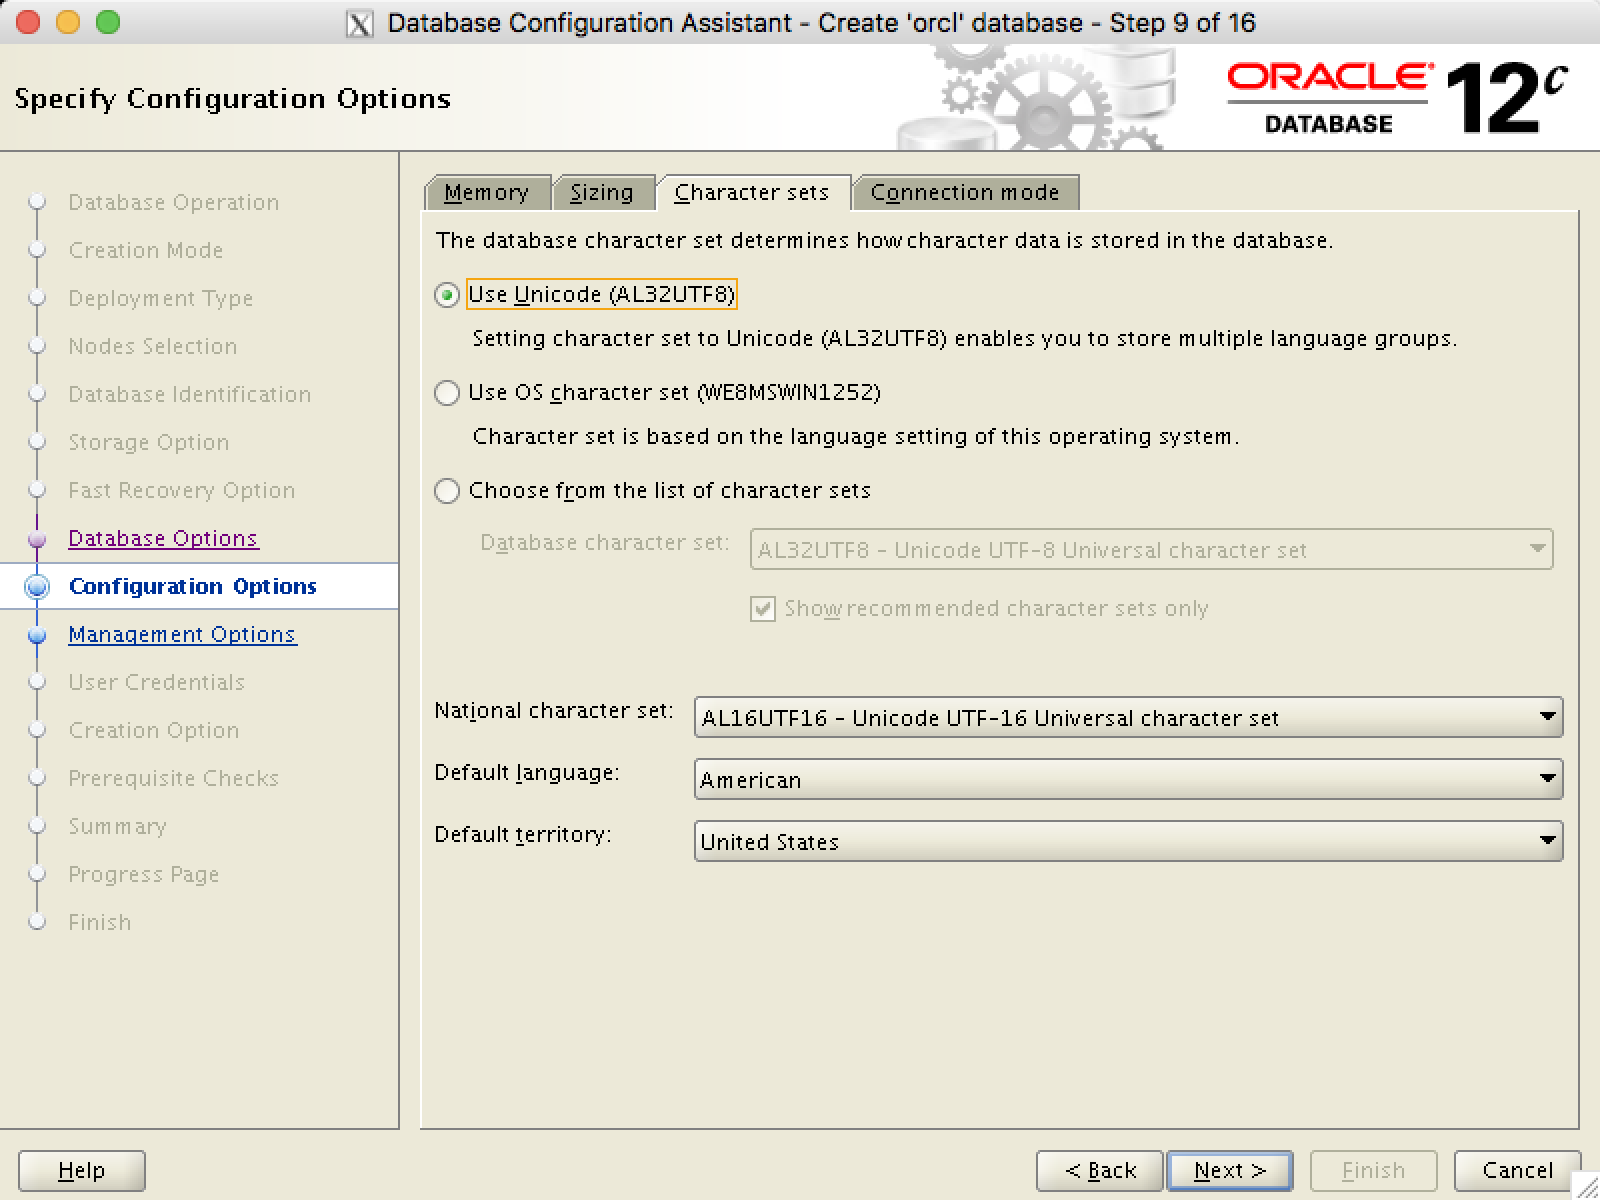 X Database Configuration Assistant - Create 'orcl' database - Step 9 of 16
Specify Configuration Options
ORACLE
DATABASE
12c
Database Operation
Creation Mode
Deployment Type
Nodes Selection
Database Identification
Storage Option
Fast Recovery Option
Database Options
Configuration Options
Management Options
User Credentials
Creation Option
Prerequisite Checks
Summary
Progress Page
Finish
Memory
Sizing
Character sets
Connection mode
The database character set determines how character data is stored in the database.
Use Unicode (AL32UTF8)
Setting character set to Unicode (AL32UTF8) enables you to store multiple language groups.
Use OS character set (WE8MSWIN1252)
Character set is based on the language setting of this operating system.
Choose from the list of character sets
Database character set: AL32UTF8 - Unicode UTF-8 Universal character set
Show recommended character sets only
National character set: AL16UTF16 - Unicode UTF-16 Universal character set
Default language: American
Default territory: United States
Help
< Back
Next >
Finish
Cancel